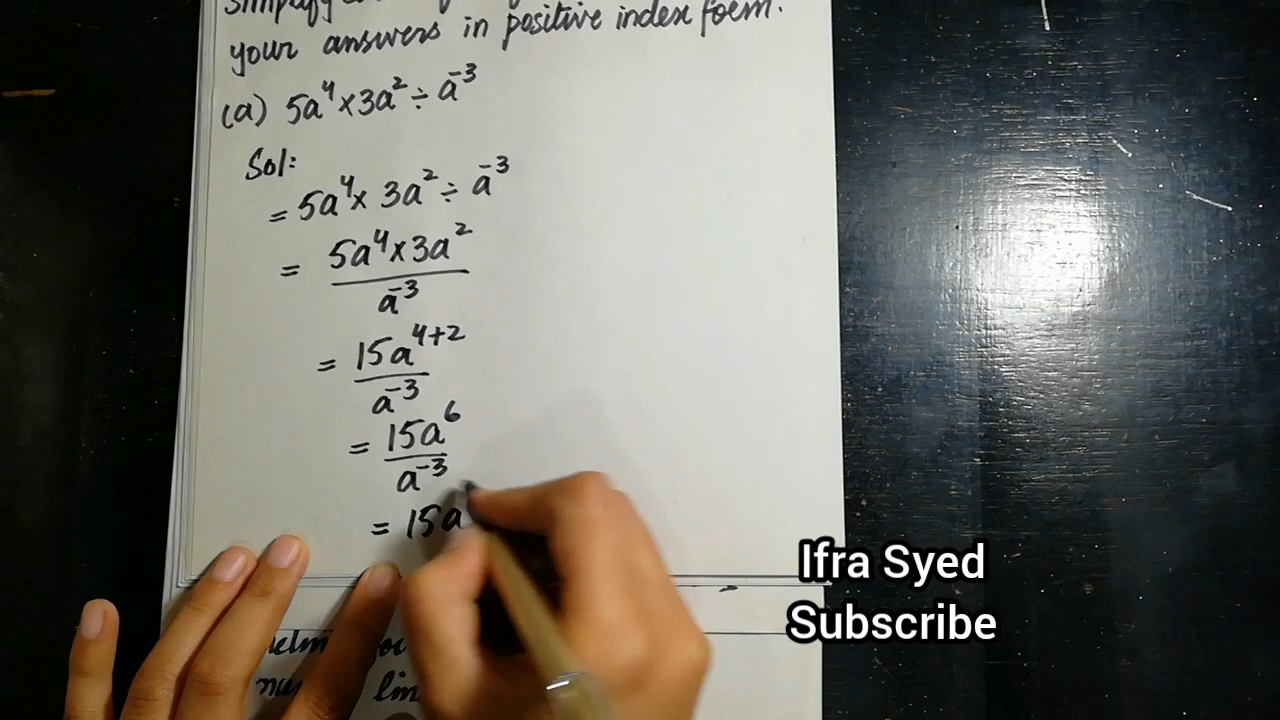 simplify
your answers in positive index form.
(a) 5a⁴×3a²÷a⁻³
Sol:
= 5a⁴× 3a²÷ a⁻³
= 5a⁴×3a² / a⁻³
= 15a⁴⁺² / a⁻³
= 15a⁶ / a⁻³
= 15a
Ifra Syed
Subscribe